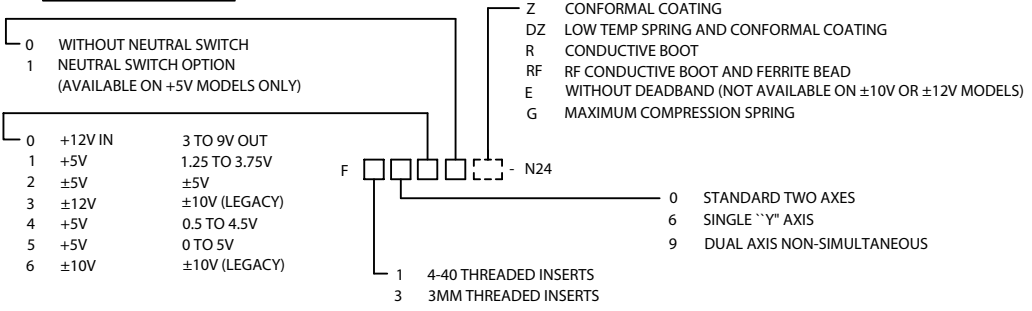 Z CONFORMAL COATING
DZ LOW TEMP SPRING AND CONFORMAL COATING
R CONDUCTIVE BOOT
RF RF CONDUCTIVE BOOT AND FERRITE BEAD
E WITHOUT DEADBAND (NOT AVAILABLE ON ±10V OR ±12V MODELS)
G MAXIMUM COMPRESSION SPRING
0 WITHOUT NEUTRAL SWITCH
1 NEUTRAL SWITCH OPTION
(AVAILABLE ON +5V MODELS ONLY)
0 +12V IN 3 TO 9V OUT
1 +5V 1.25 TO 3.75V
2 ±5V ±5V
3 ±12V ±10V (LEGACY)
4 +5V 0.5 TO 4.5V
5 +5V 0 TO 5V
6 ±10V ±10V (LEGACY)
F - N24
0 STANDARD TWO AXES
6 SINGLE ``Y" AXIS
9 DUAL AXIS NON-SIMULTANEOUS
1 4-40 THREADED INSERTS
3 3MM THREADED INSERTS